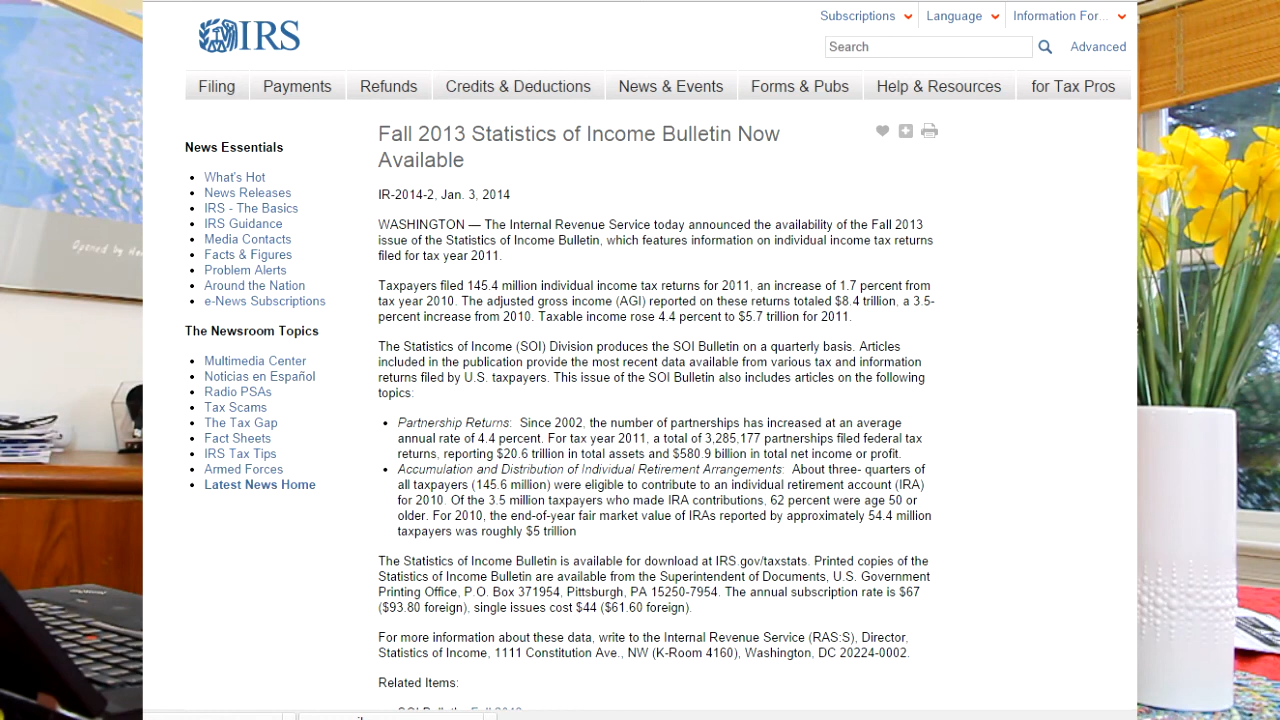 IRS
Subscriptions
Language
Information For...
Search
Advanced
Filing
Payments
Refunds
Credits & Deductions
News & Events
Forms & Pubs
Help & Resources
for Tax Pros
News Essentials
What's Hot
News Releases
IRS - The Basics
IRS Guidance
Media Contacts
Facts & Figures
Problem Alerts
Around the Nation
e-News Subscriptions
The Newsroom Topics
Multimedia Center
Noticias en Español
Radio PSAs
Tax Scams
The Tax Gap
Fact Sheets
IRS Tax Tips
Armed Forces
Latest News Home
Fall 2013 Statistics of Income Bulletin Now
Available
IR-2014-2, Jan. 3, 2014
WASHINGTON — The Internal Revenue Service today announced the availability of the Fall 2013
issue of the Statistics of Income Bulletin, which features information on individual income tax returns
filed for tax year 2011.
Taxpayers filed 145.4 million individual income tax returns for 2011, an increase of 1.7 percent from
tax year 2010. The adjusted gross income (AGI) reported on these returns totaled $8.4 trillion, a 3.5-
percent increase from 2010. Taxable income rose 4.4 percent to $5.7 trillion for 2011.
The Statistics of Income (SOI) Division produces the SOI Bulletin on a quarterly basis. Articles
included in the publication provide the most recent data available from various tax and information
returns filed by U.S. taxpayers. This issue of the SOI Bulletin also includes articles on the following
topics:
Partnership Returns: Since 2002, the number of partnerships has increased at an average
annual rate of 4.4 percent. For tax year 2011, a total of 3,285,177 partnerships filed federal tax
returns, reporting $20.6 trillion in total assets and $580.9 billion in total net income or profit.
Accumulation and Distribution of Individual Retirement Arrangements: About three- quarters of
all taxpayers (145.6 million) were eligible to contribute to an individual retirement account (IRA)
for 2010. Of the 3.5 million taxpayers who made IRA contributions, 62 percent were age 50 or
older. For 2010, the end-of-year fair market value of IRAs reported by approximately 54.4 million
taxpayers was roughly $5 trillion
The Statistics of Income Bulletin is available for download at IRS.gov/taxstats. Printed copies of the
Statistics of Income Bulletin are available from the Superintendent of Documents, U.S. Government
Printing Office, P.O. Box 371954, Pittsburgh, PA 15250-7954. The annual subscription rate is $67
($93.80 foreign), single issues cost $44 ($61.60 foreign).
For more information about these data, write to the Internal Revenue Service (RAS:S), Director,
Statistics of Income, 1111 Constitution Ave., NW (K-Room 4160), Washington, DC 20224-0002.
Related Items:
Opened by